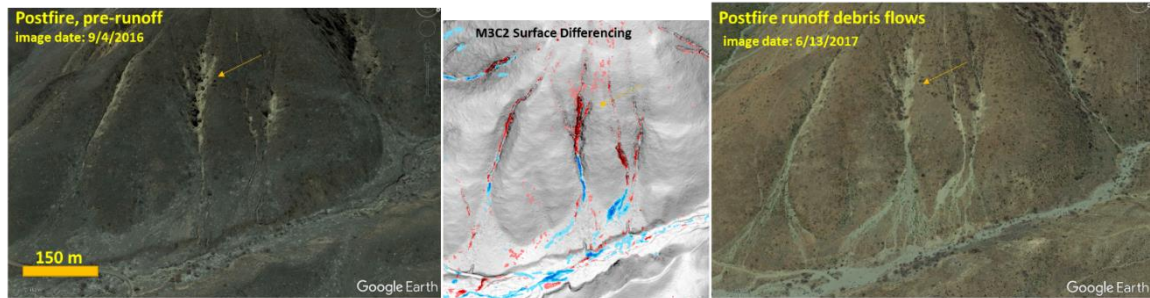 Postfire, pre-runoff
image date: 9/4/2016
150 m
Google Earth
M3C2 Surface Differencing
Postfire runoff debris flows
image date: 6/13/2017
Google Earth